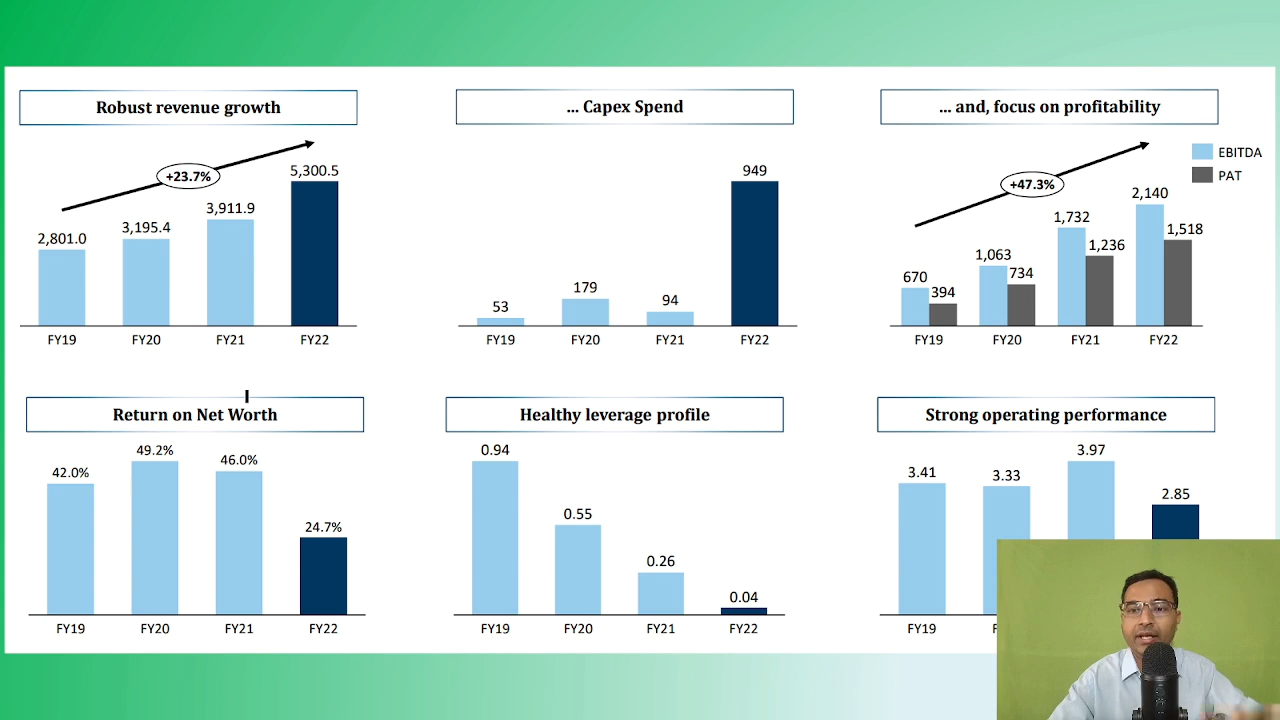 Robust revenue growth
+23.7%
2,801.0
3,195.4
3,911.9
5,300.5
FY19 FY20 FY21 FY22
... Capex Spend
53
179
94
949
FY19 FY20 FY21 FY22
... and, focus on profitability
+47.3%
EBITDA
PAT
670
394
1,063
734
1,732
1,236
2,140
1,518
FY19 FY20 FY21 FY22
Return on Net Worth
42.0%
49.2%
46.0%
24.7%
FY19 FY20 FY21 FY22
Healthy leverage profile
0.94
0.55
0.26
0.04
FY19 FY20 FY21 FY22
Strong operating performance
3.41
3.33
3.97
2.85
FY19